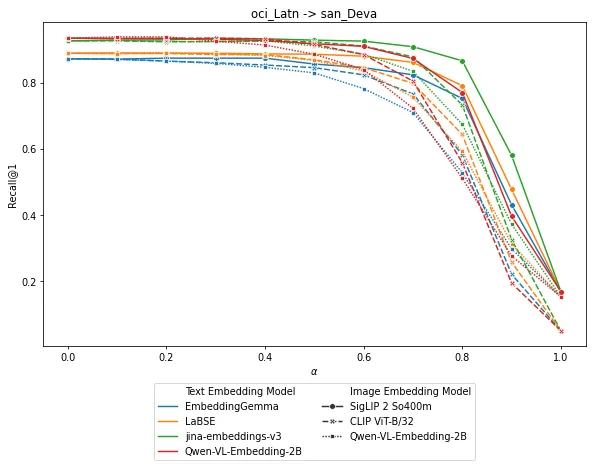 oci_Latn -> san_Deva
Recall@1
0.8
0.6
0.4
0.2
0.0 0.2 0.4 0.6 0.8 1.0
α
Text Embedding Model
EmbeddingGemma
LaBSE
jina-embeddings-v3
Qwen-VL-Embedding-2B
Image Embedding Model
SigLIP 2 So400m
CLIP ViT-B/32
Qwen-VL-Embedding-2B